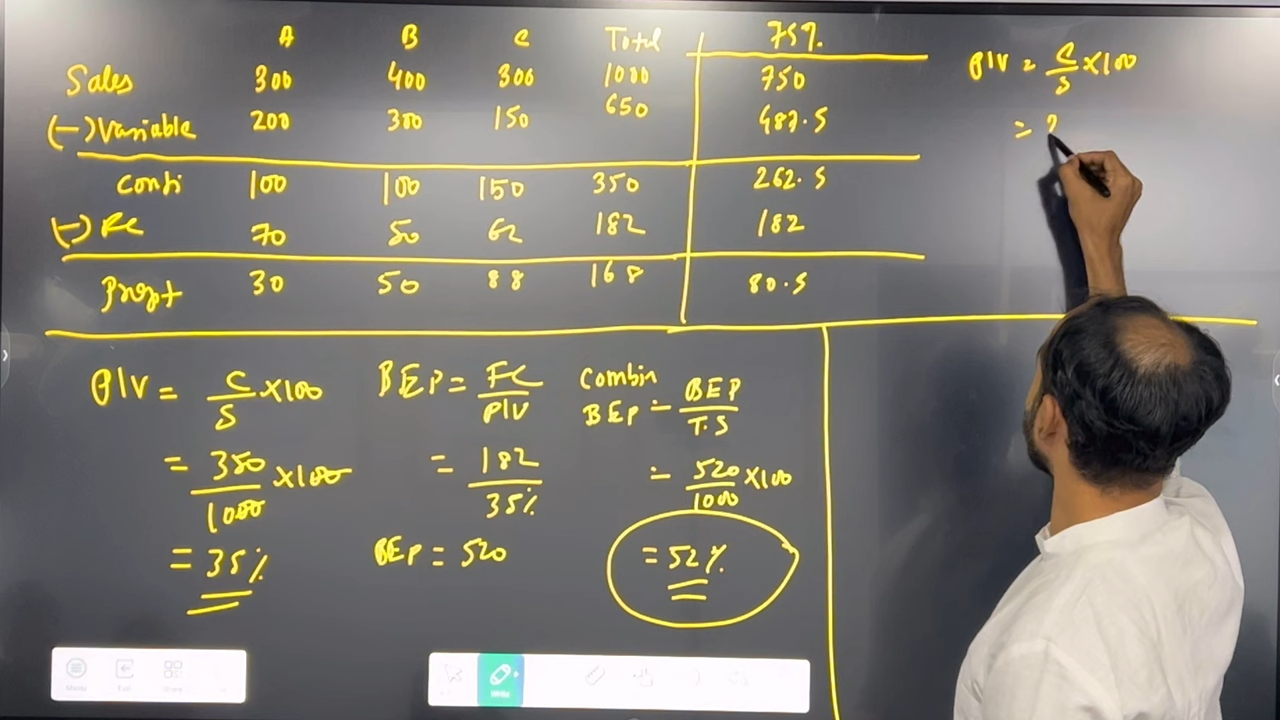 A B C Total 75%
Sales 300 400 300 1000 750
(-) Variable 200 300 150 650 487.5
Conti 100 100 150 350 262.5
(-) FC 70 50 62 182 182
Profit 30 50 88 168 80.5
P/V = C/S × 100
=
P/V = C/S × 100
= 350/1000 × 100
= 35%
BEP = FC/P/V
= 182/35%
BEP = 520
Combin
BEP = BEP/T.S
= 520/1000 × 100
= 52%
Write